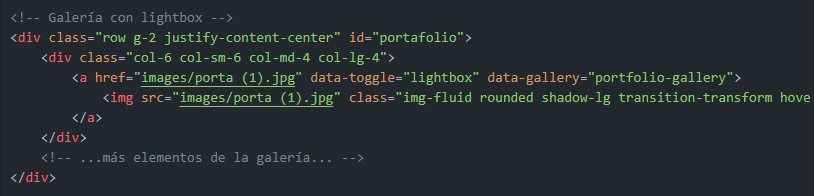 <!-- Galería con lightbox -->
<div class="row g-2 justify-content-center" id="portafolio">
<div class="col-6 col-sm-6 col-md-4 col-lg-4">
<a href="images/porta (1).jpg" data-toggle="lightbox" data-gallery="portfolio-gallery">
<img src="images/porta (1).jpg" class="img-fluid rounded shadow-lg transition-transform hove
</a>
</div>
<!-- ...más elementos de la galería... -->
</div>